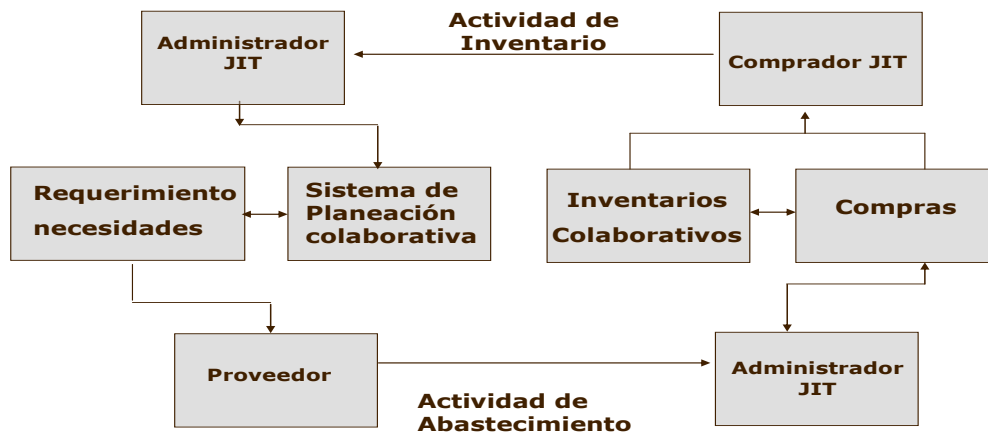 Actividad de
Inventario
Administrador
JIT
Comprador JIT
Requerimiento
necesidades
Sistema de
Planeación
colaborativa
Inventarios
Colaborativos
Compras
Proveedor
Administrador
JIT
Actividad de
Abastecimiento